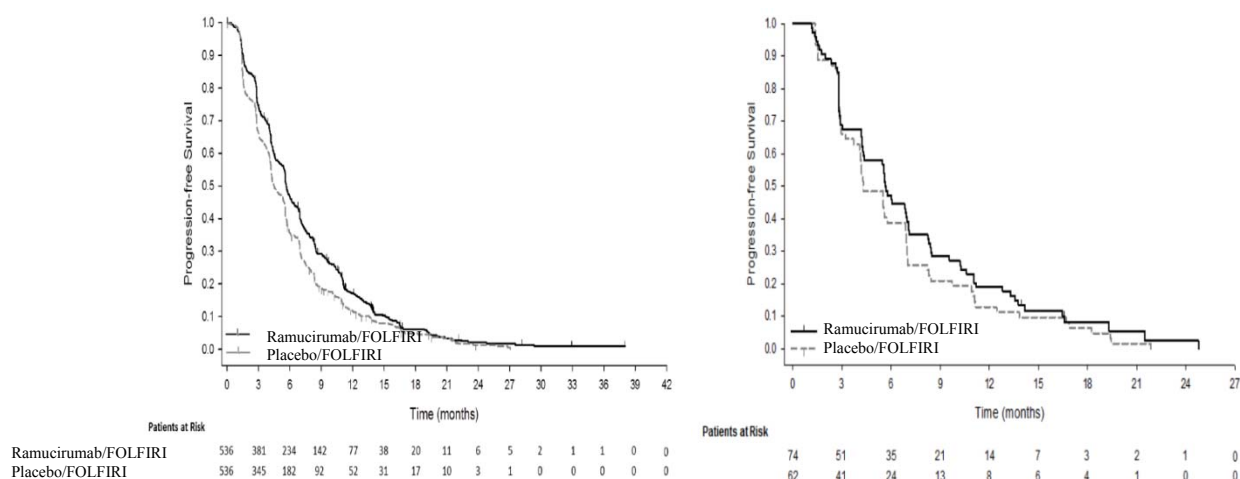 1.0
0.9
0.8
0.7
0.6
0.5
0.4
0.3
0.2
0.1
0.0
Progression-free Survival
Ramucirumab/FOLFIRI
Placebo/FOLFIRI
0 3 6 9 12 15 18 21 24 27 30 33 36 39 42
Time (months)
Patients at Risk
Ramucirumab/FOLFIRI 536 381 234 142 77 38 20 11 6 5 2 1 1 0 0
Placebo/FOLFIRI 536 345 182 92 52 31 17 10 3 1 0 0 0 0 0
1.0
0.9
0.8
0.7
0.6
0.5
0.4
0.3
0.2
0.1
0.0
Progression-free Survival
Ramucirumab/FOLFIRI
Placebo/FOLFIRI
0 3 6 9 12 15 18 21 24 27
Time (months)
Patients at Risk
74 51 35 21 14 7 3 2 1 0
62 41 24 13 8 6 4 1 0 0